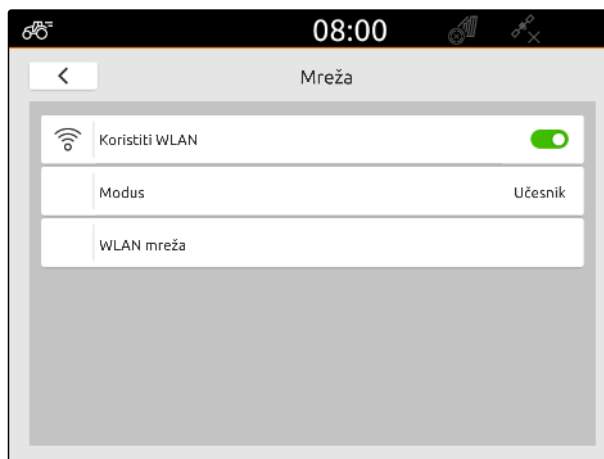 08:00
Mreža
Koristiti WLAN
Modus
Učesnik
WLAN mreža